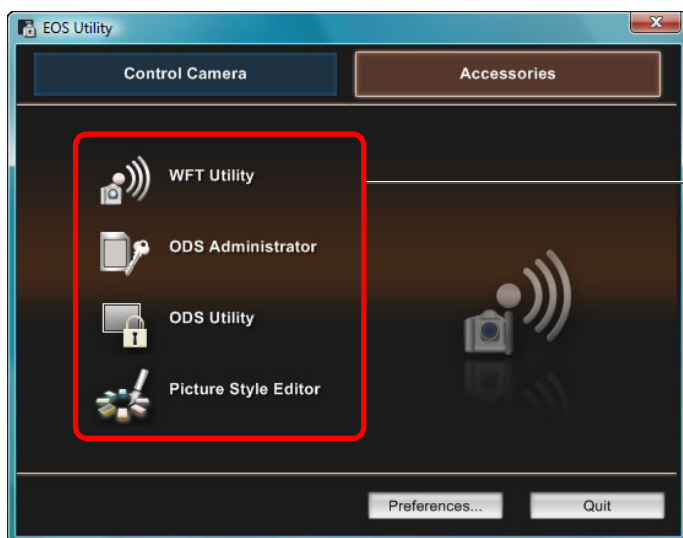 EOS Utility
Control Camera
Accessories
WFT Utility
ODS Administrator
ODS Utility
Picture Style Editor
Preferences...
Quit